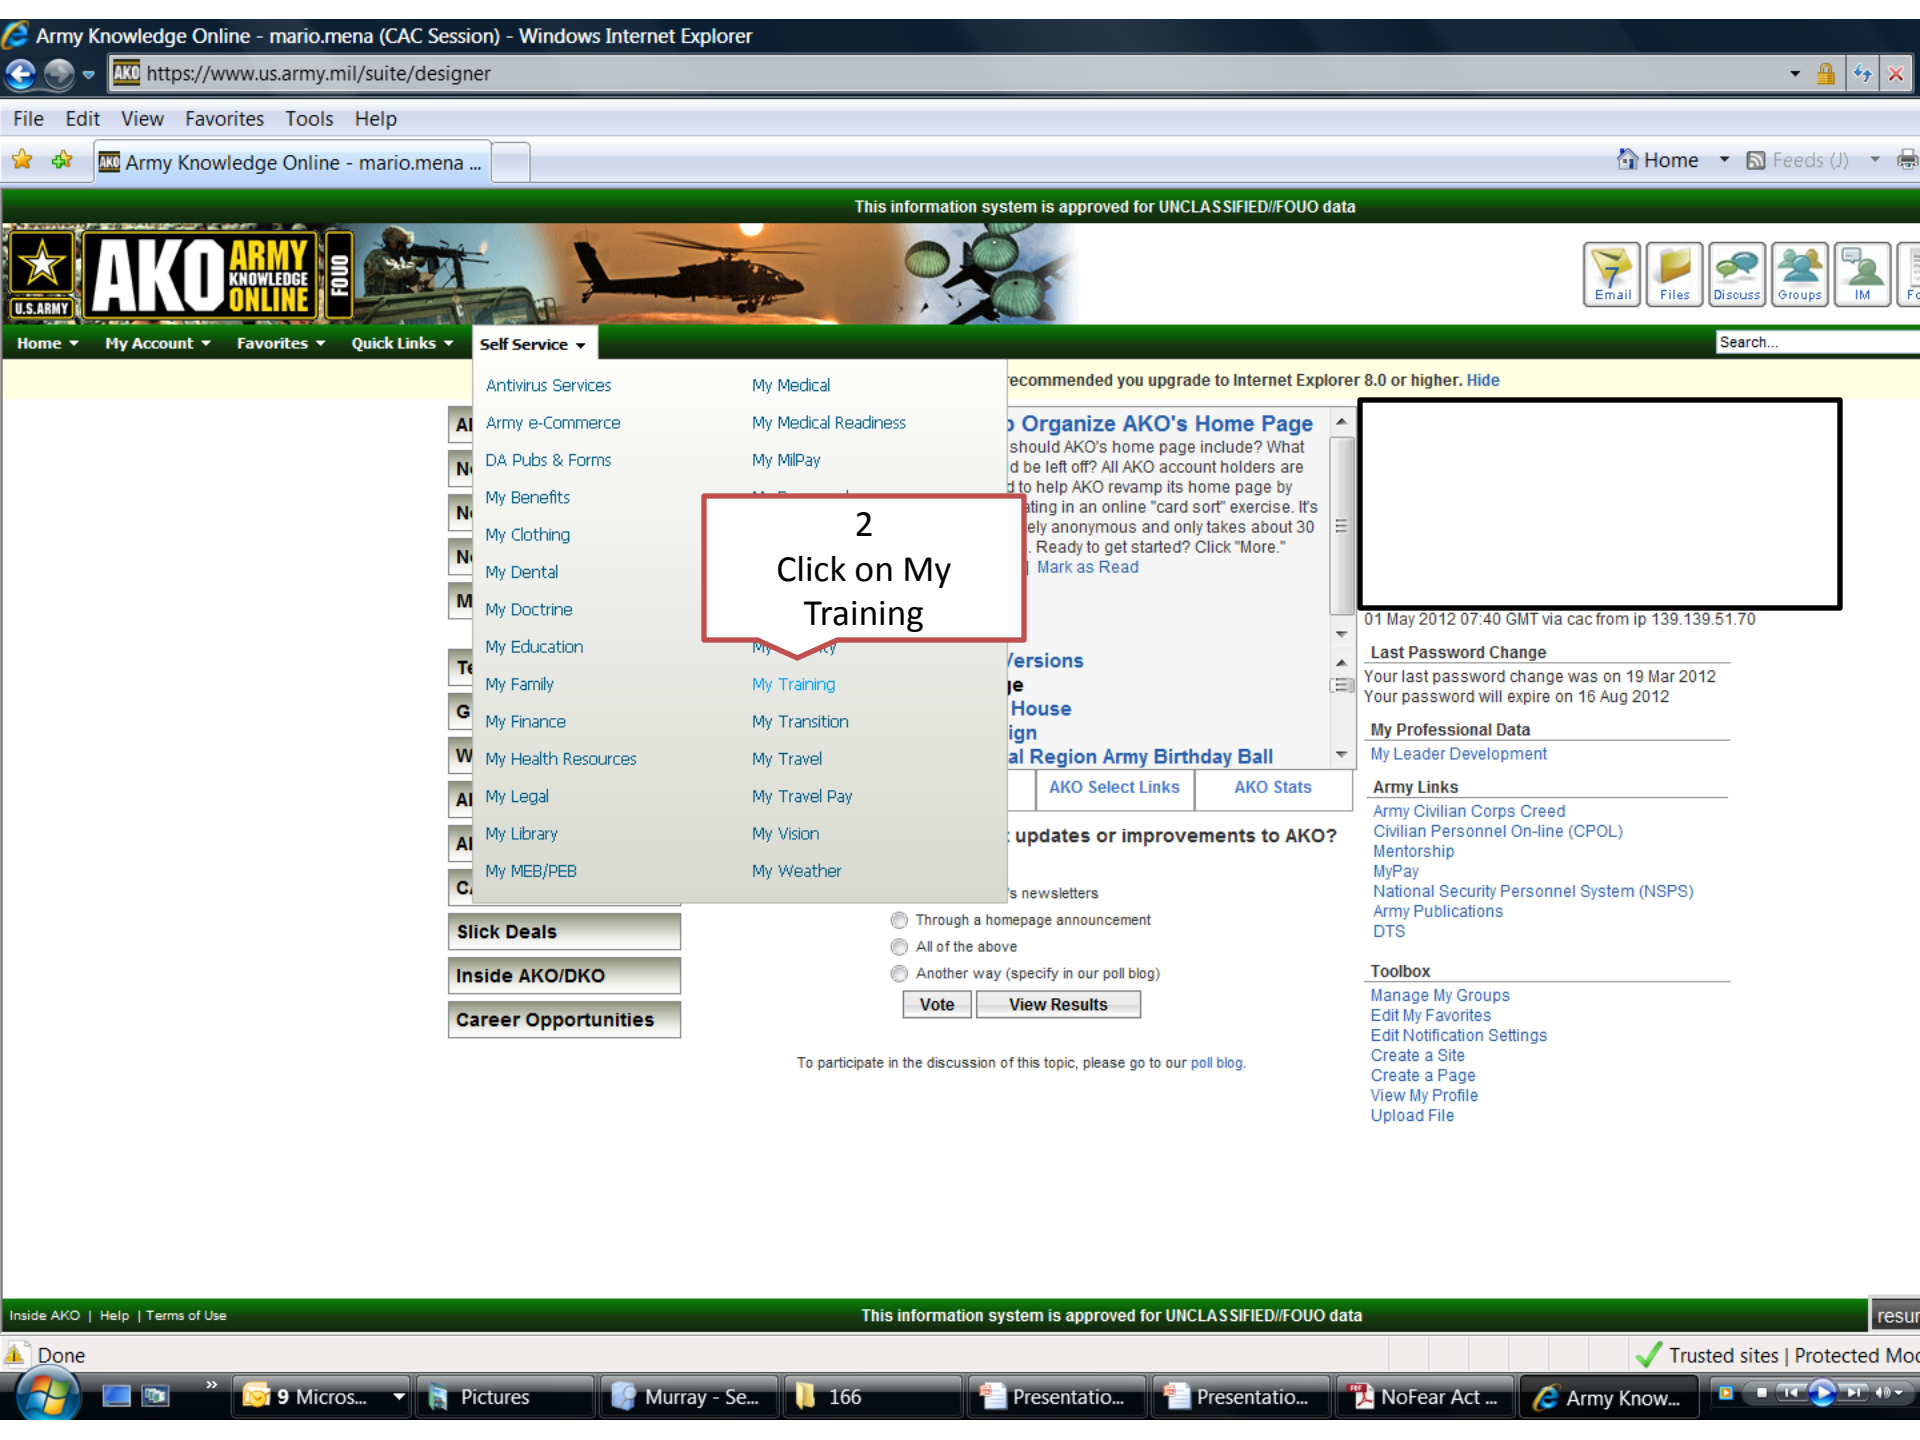 Army Knowledge Online - mario.mena (CAC Session) - Windows Internet Explorer
https://www.us.army.mil/suite/designer
File Edit View Favorites Tools Help
Army Knowledge Online - mario.mena ...
Home Feeds (J)
This information system is approved for UNCLASSIFIED//FOUO data
U.S.ARMY
AKO ARMY KNOWLEDGE ONLINE FOUO
7
Email Files Discuss Groups IM
Home My Account Favorites Quick Links Self Service
Search...
recommended you upgrade to Internet Explorer 8.0 or higher. Hide
Antivirus Services
Army e-Commerce
DA Pubs & Forms
My Benefits
My Clothing
My Dental
My Doctrine
My Education
My Family
My Finance
My Health Resources
My Legal
My Library
My MEB/PEB
My Medical
My Medical Readiness
My MilPay
2
Click on My
Training
My Training
My Transition
My Travel
My Travel Pay
My Vision
My Weather
Slick Deals
Inside AKO/DKO
Career Opportunities
Organize AKO's Home Page
should AKO's home page include? What
be left off? All AKO account holders are
to help AKO revamp its home page by
in an online "card sort" exercise. It's
anonymous and only takes about 30
Ready to get started? Click "More."
| Mark as Read
Versions
House
Region Army Birthday Ball
AKO Select Links AKO Stats
updates or improvements to AKO?
's newsletters
Through a homepage announcement
All of the above
Another way (specify in our poll blog)
Vote View Results
To participate in the discussion of this topic, please go to our poll blog.
01 May 2012 07:40 GMT via cac from ip 139.139.51.70
Last Password Change
Your last password change was on 19 Mar 2012
Your password will expire on 16 Aug 2012
My Professional Data
My Leader Development
Army Links
Army Civilian Corps Creed
Civilian Personnel On-line (CPOL)
Mentorship
MyPay
National Security Personnel System (NSPS)
Army Publications
DTS
Toolbox
Manage My Groups
Edit My Favorites
Edit Notification Settings
Create a Site
Create a Page
View My Profile
Upload File
Inside AKO | Help | Terms of Use
This information system is approved for UNCLASSIFIED//FOUO data
Done
Trusted sites | Protected
9 Micros... Pictures Murray - Se... 166 Presentatio... Presentatio... NoFear Act ... Army Know...